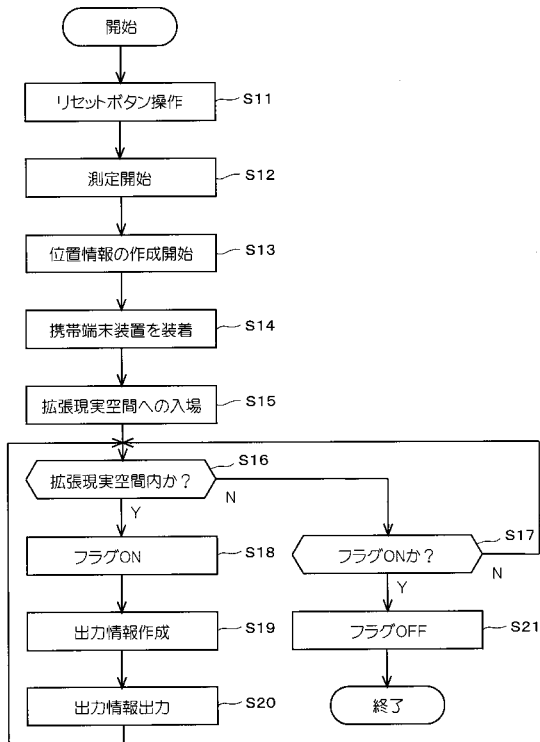 開始
リセットボタン操作
S11
測定開始
S12
位置情報の作成開始
S13
携帯端末装置を装着
S14
拡張現実空間への入場
S15
拡張現実空間内か？
S16
N
Y
フラグONか？
S17
N
Y
フラグON
S18
出力情報作成
S19
出力情報出力
S20
フラグOFF
S21
終了